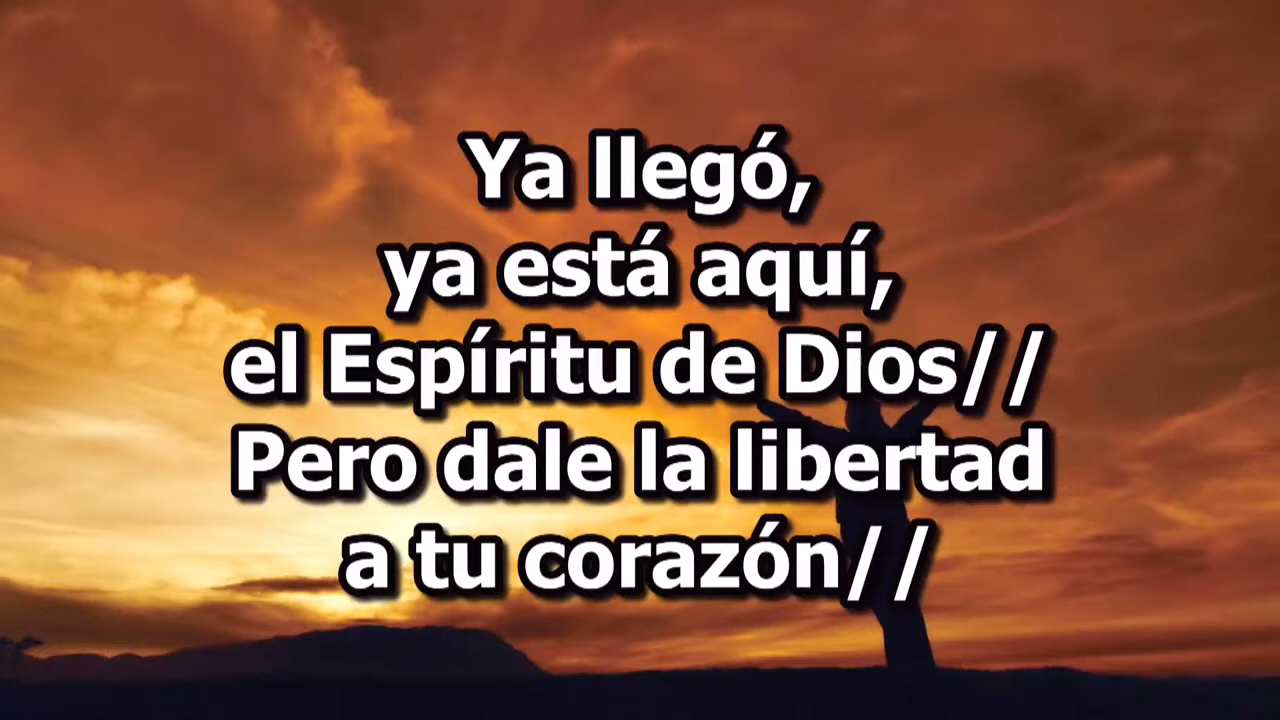 Ya llegó,
ya está aquí,
el Espíritu de Dios//
Pero dale la libertad
a tu corazón//